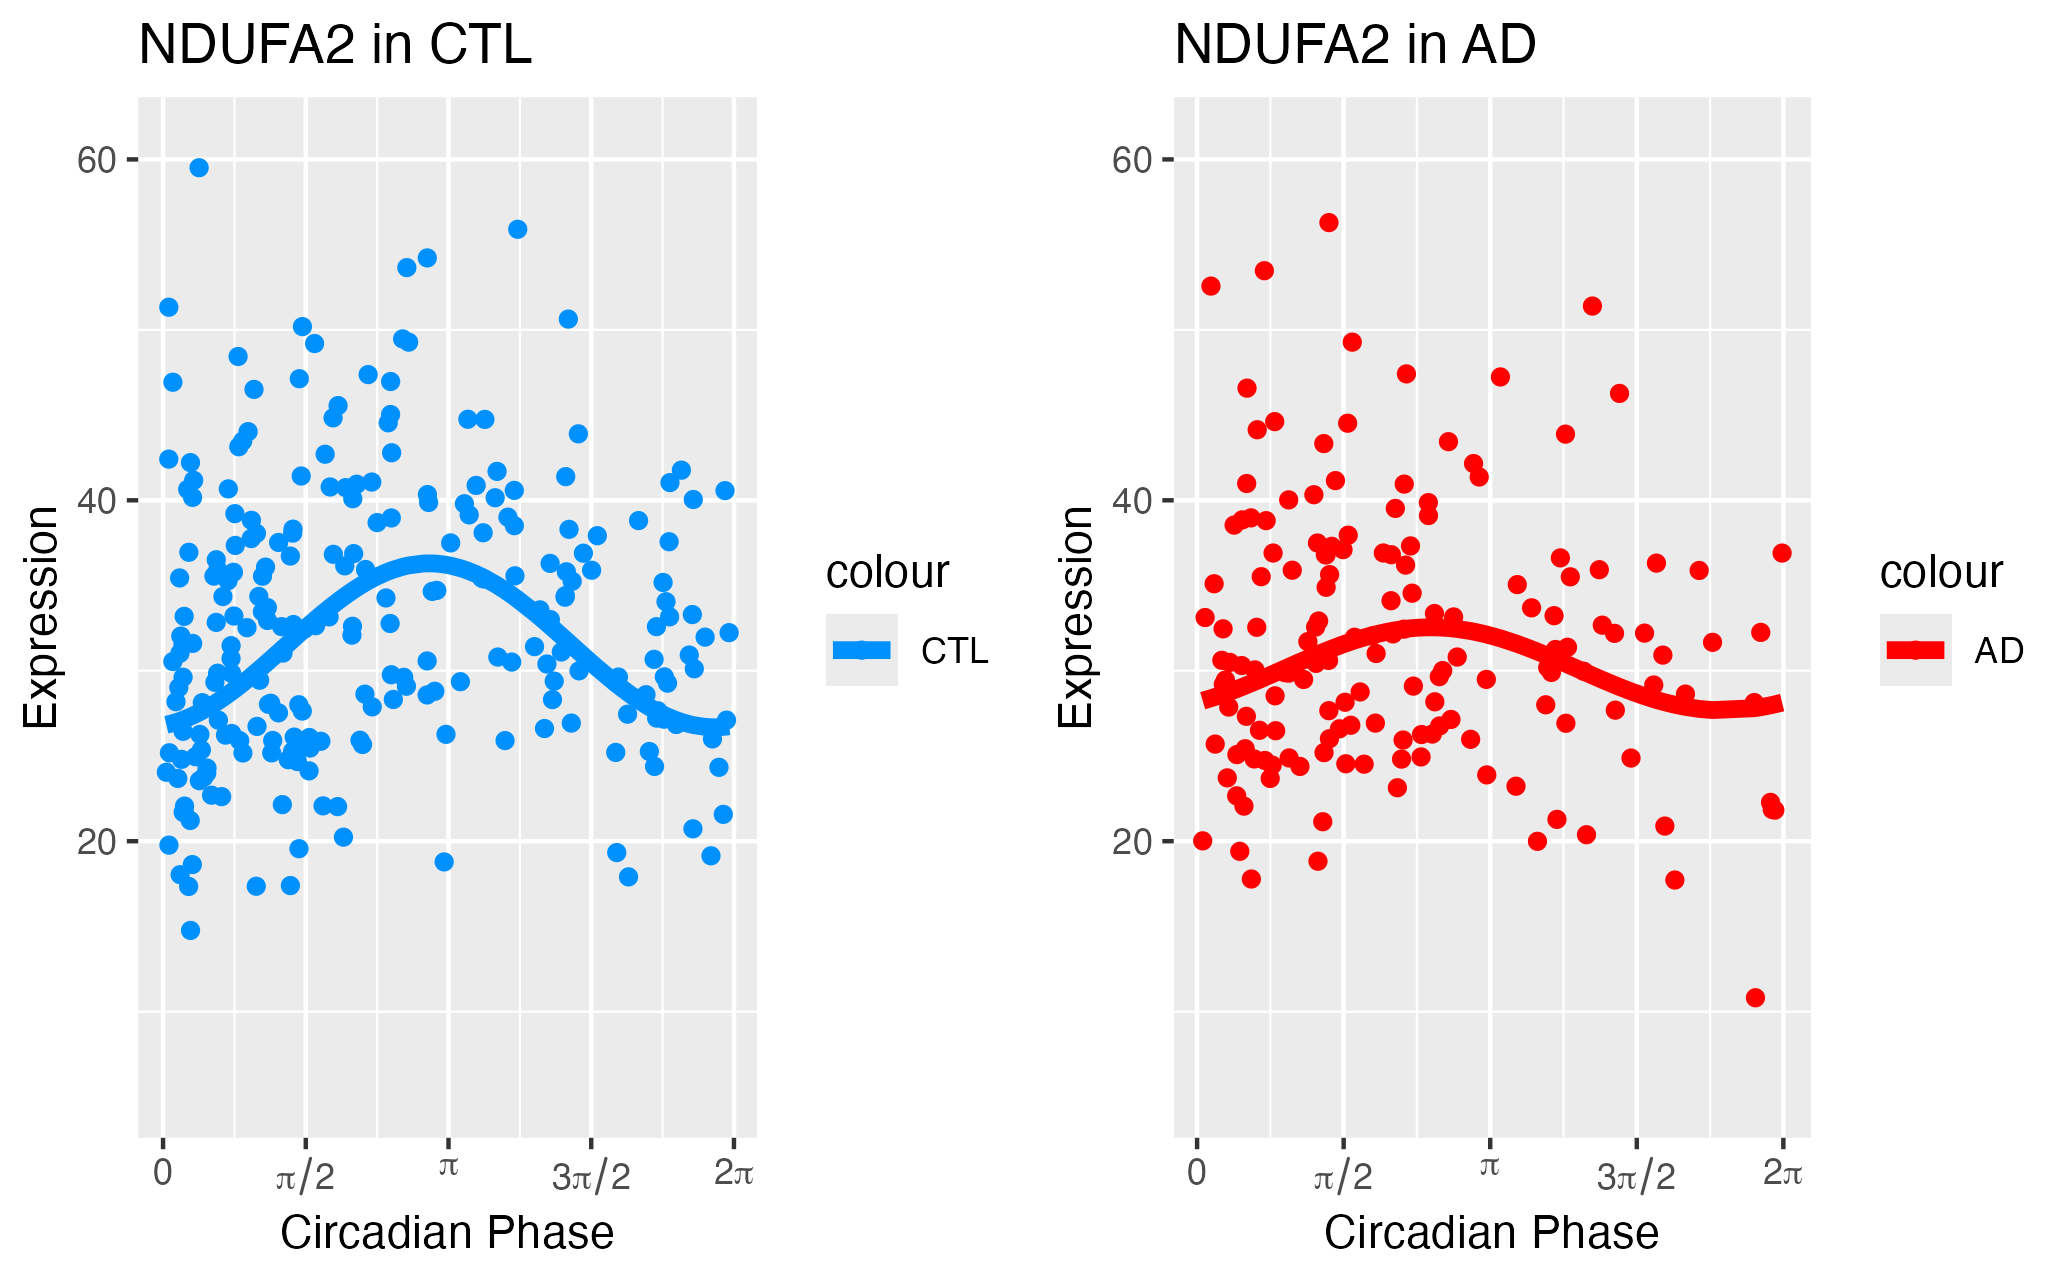 NDUFA2 in CTL
60
40
20
Expression
0
π/2
π
3π/2
2π
Circadian Phase
colour
CTL
NDUFA2 in AD
60
40
20
Expression
0
π/2
π
3π/2
2π
Circadian Phase
colour
AD